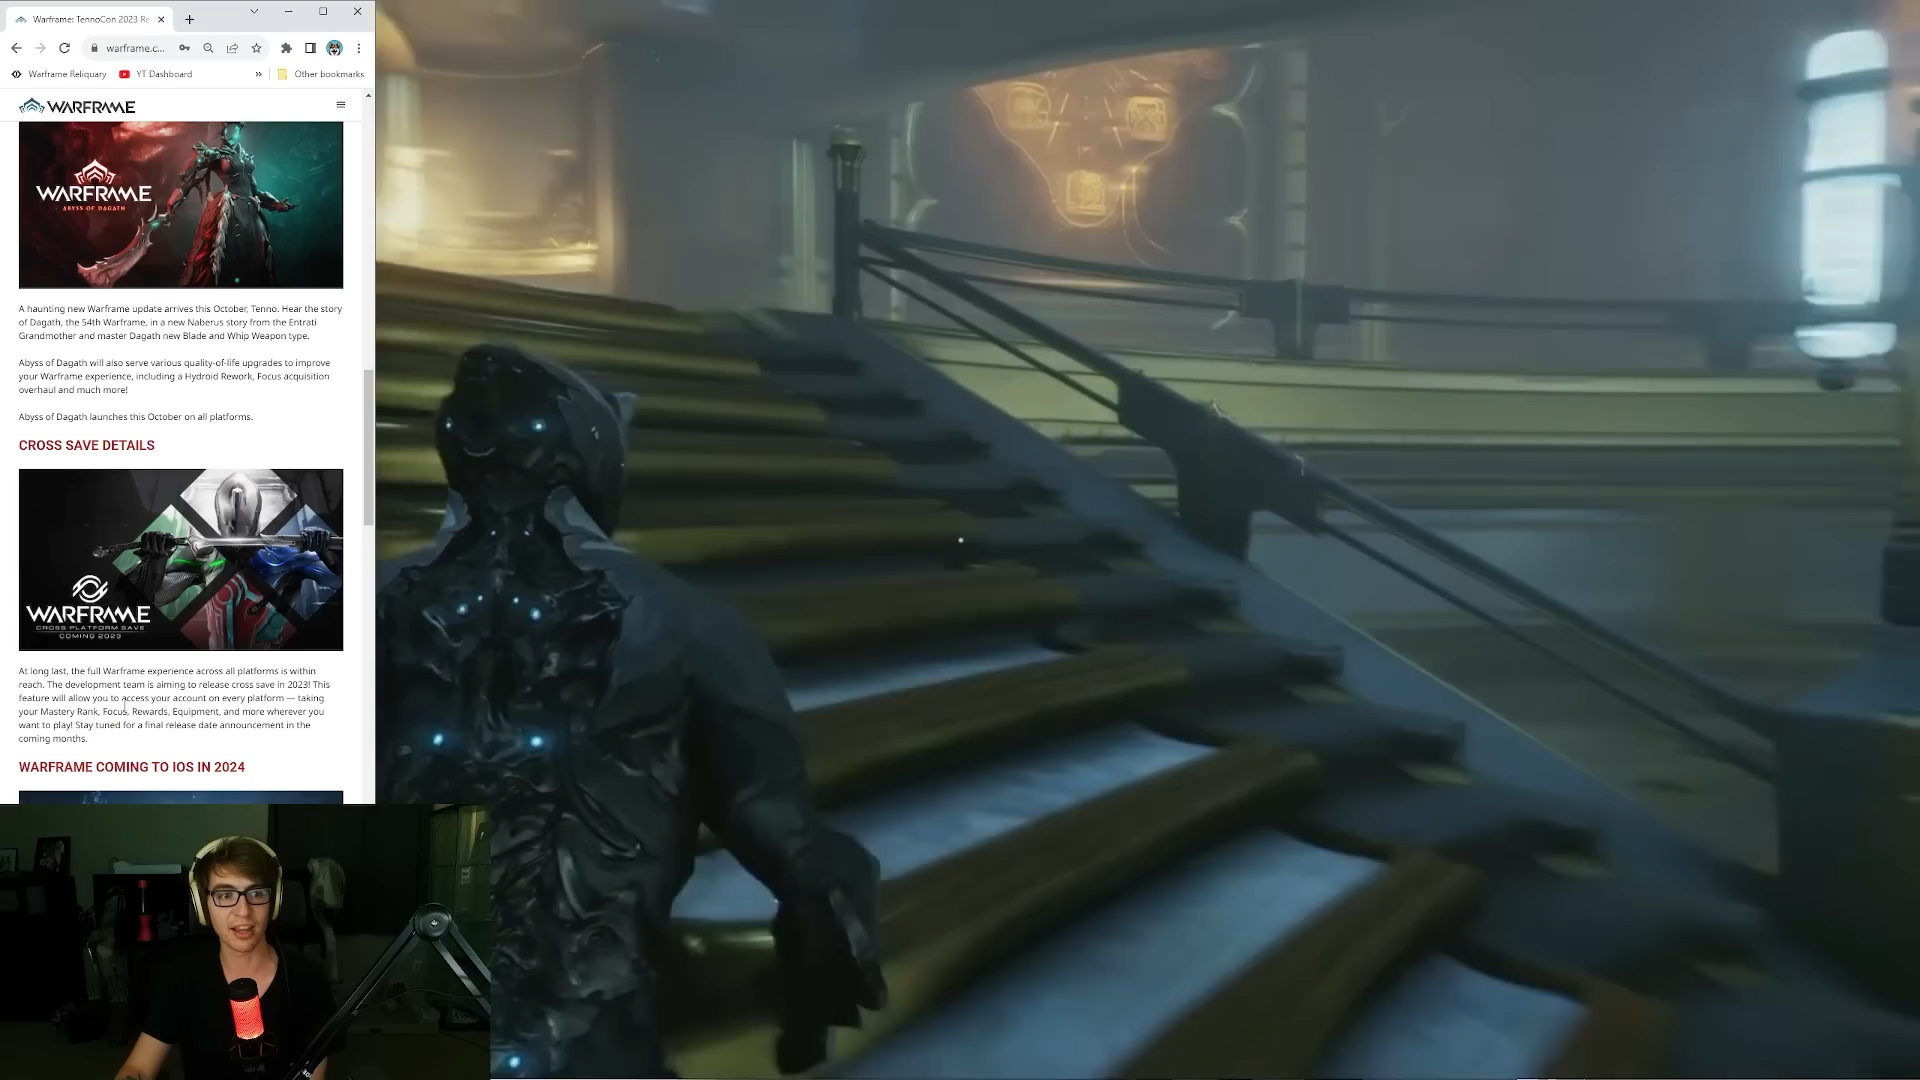 Warframe: TennoCon 2023 Re
warframe.c...
Warframe Reliquary
YT Dashboard
»
Other bookmarks
WARFRAME
WARFRAME
ABYSS OF DAGATH
A haunting new Warframe update arrives this October, Tenno. Hear the story
of Dagath, the 54th Warframe, in a new Naberus story from the Entrati
Grandmother and master Dagath new Blade and Whip Weapon type.
Abyss of Dagath will also serve various quality-of-life upgrades to improve
your Warframe experience, including a Hydroid Rework, Focus acquisition
overhaul and much more!
Abyss of Dagath launches this October on all platforms.
CROSS SAVE DETAILS
WARFRAME
CROSS PLATFORM SAVE
COMING 2023
At long last, the full Warframe experience across all platforms is within
reach. The development team is aiming to release cross save in 2023! This
feature will allow you to access your account on every platform — taking
your Mastery Rank, Focus, Rewards, Equipment, and more wherever you
want to play! Stay tuned for a final release date announcement in the
coming months.
WARFRAME COMING TO IOS IN 2024